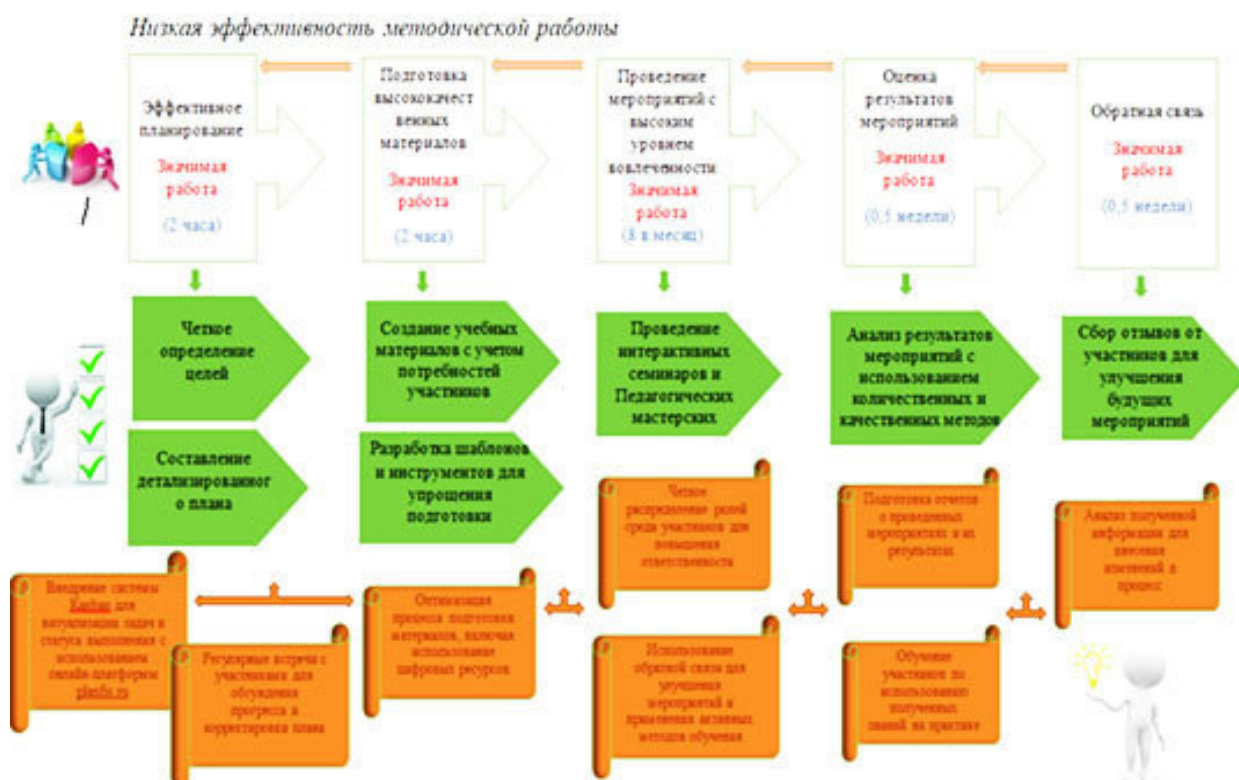 Низкая эффективность методической работы
Эффективное
планирование
Значимая
работа
(2 часа)
Подготовка
высококачест
венных
материалов
Значимая
работа
(2 часа)
Проведение
мероприятий с
высоким
уровнем
вовлеченности
Значимая
работа
(8 в месяц)
Оценка
результатов
мероприятий
Значимая
работа
(0,5 недели)
Обратная связь
Значимая
работа
(0,5 недели)
Четкое
определение
целей
Создание учебных
материалов с учетом
потребностей
участников
Проведение
интерактивных
семинаров и
Педагогических
мастерских
Анализ результатов
мероприятий с
использованием
количественных и
качественных методов
Сбор отзывов от
участников для
улучшения
будущих
мероприятий
Составление
детализированног
о плана
Разработка шаблонов
и инструментов для
упрощения
подготовки
Четкое
распределение ролей
среди участников для
повышения
ответственности
Подготовка отчетов
о проведенных
мероприятиях и их
результатах
Анализ полученной
информации для
внесения
изменений в
процесс
Внедрение системы
Kanban для
визуализации задач и
статуса выполнения с
использованием
онлайн-платформы
planfix.ru
Регулярные встречи с
участниками для
обсуждения
прогресса и
корректировки плана
Оптимизация
процесса подготовки
материалов, включая
использование
цифровых ресурсов
Использование
обратной связи для
улучшения
мероприятий и
применения активных
методов обучения
Обучение
участников по
использованию
полученных
знаний на практике